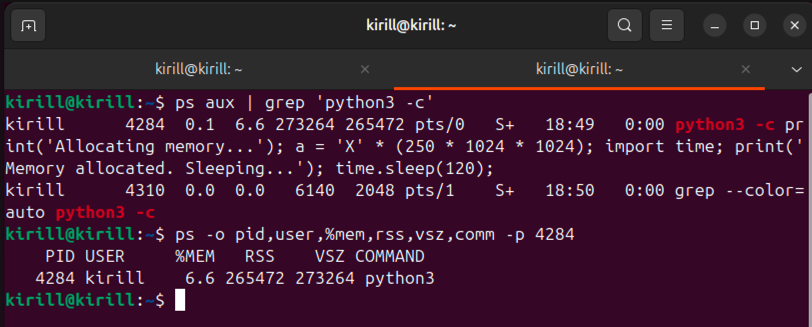 kirill@kirill: ~
kirill@kirill: ~
kirill@kirill: ~
kirill@kirill:~$ ps aux | grep 'python3 -c'
kirill      4284  0.1  6.6 273264 265472 pts/0   S+   18:49   0:00 python3 -c pr
int('Allocating memory...'); a = 'X' * (250 * 1024 * 1024); import time; print('
Memory allocated. Sleeping...'); time.sleep(120);
kirill      4310  0.0  0.0   6140  2048 pts/1    S+   18:50   0:00 grep --color=
auto python3 -c
kirill@kirill:~$ ps -o pid,user,%mem,rss,vsz,comm -p 4284
    PID USER     %MEM   RSS    VSZ COMMAND
   4284 kirill    6.6 265472 273264 python3
kirill@kirill:~$